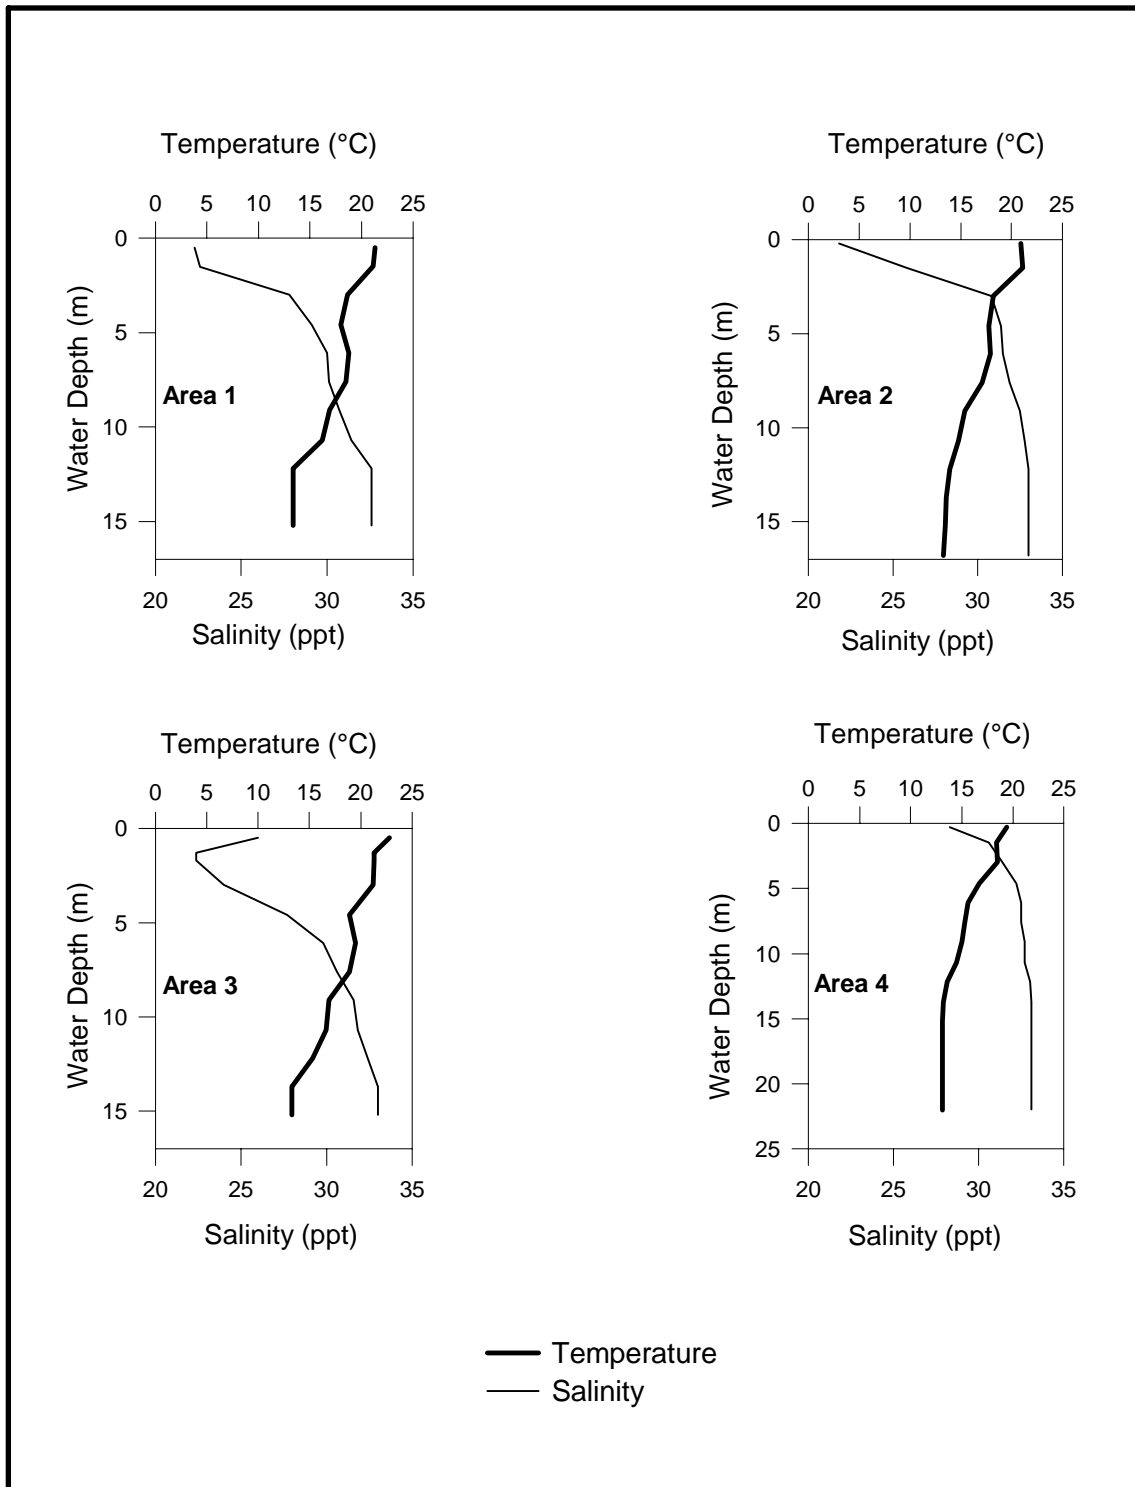 Temperature (°C)
0 5 10 15 20 25
0
5
10
15
Water Depth (m)
Area 1
20 25 30 35
Salinity (ppt)
Temperature (°C)
0 5 10 15 20 25
0
5
10
15
Water Depth (m)
Area 2
20 25 30 35
Salinity (ppt)
Temperature (°C)
0 5 10 15 20 25
0
5
10
15
Water Depth (m)
Area 3
20 25 30 35
Salinity (ppt)
Temperature (°C)
0 5 10 15 20 25
0
5
10
15
20
25
Water Depth (m)
Area 4
20 25 30 35
Salinity (ppt)
Temperature
Salinity